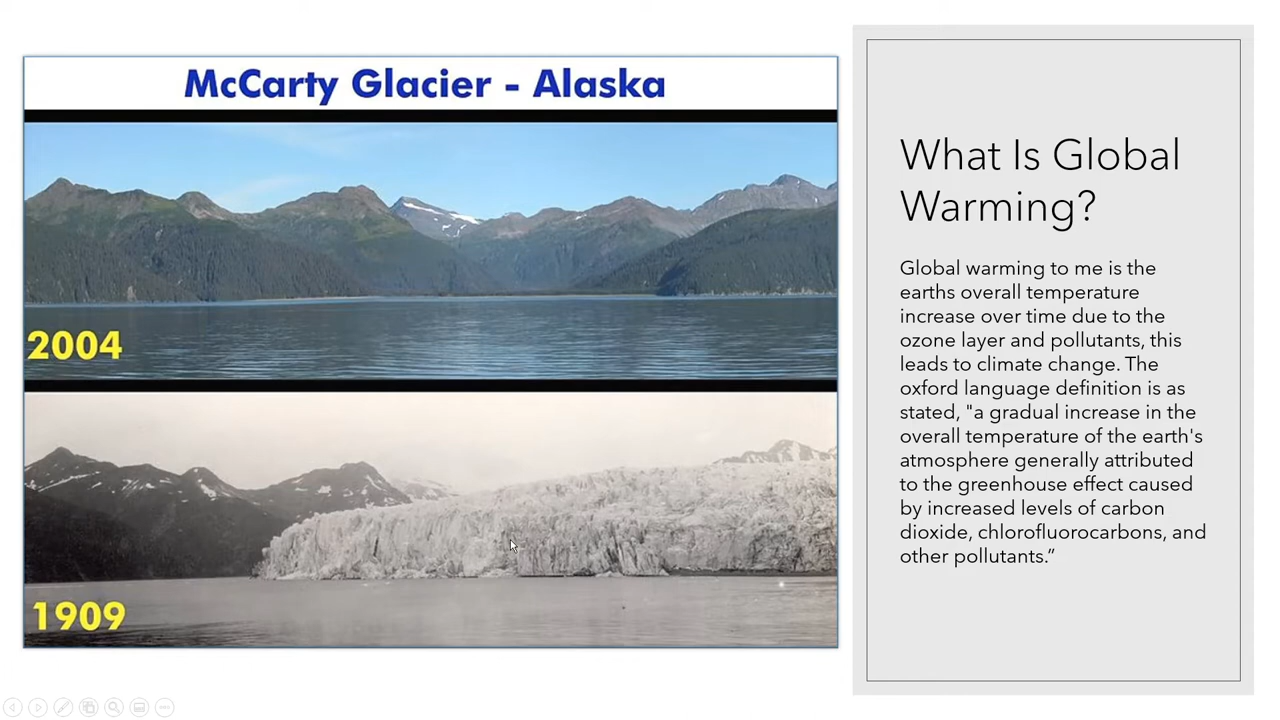 McCarty Glacier - Alaska
2004
1909
What Is Global
Warming?
Global warming to me is the
earths overall temperature
increase over time due to the
ozone layer and pollutants, this
leads to climate change. The
oxford language definition is as
stated, "a gradual increase in the
overall temperature of the earth's
atmosphere generally attributed
to the greenhouse effect caused
by increased levels of carbon
dioxide, chlorofluorocarbons, and
other pollutants.”